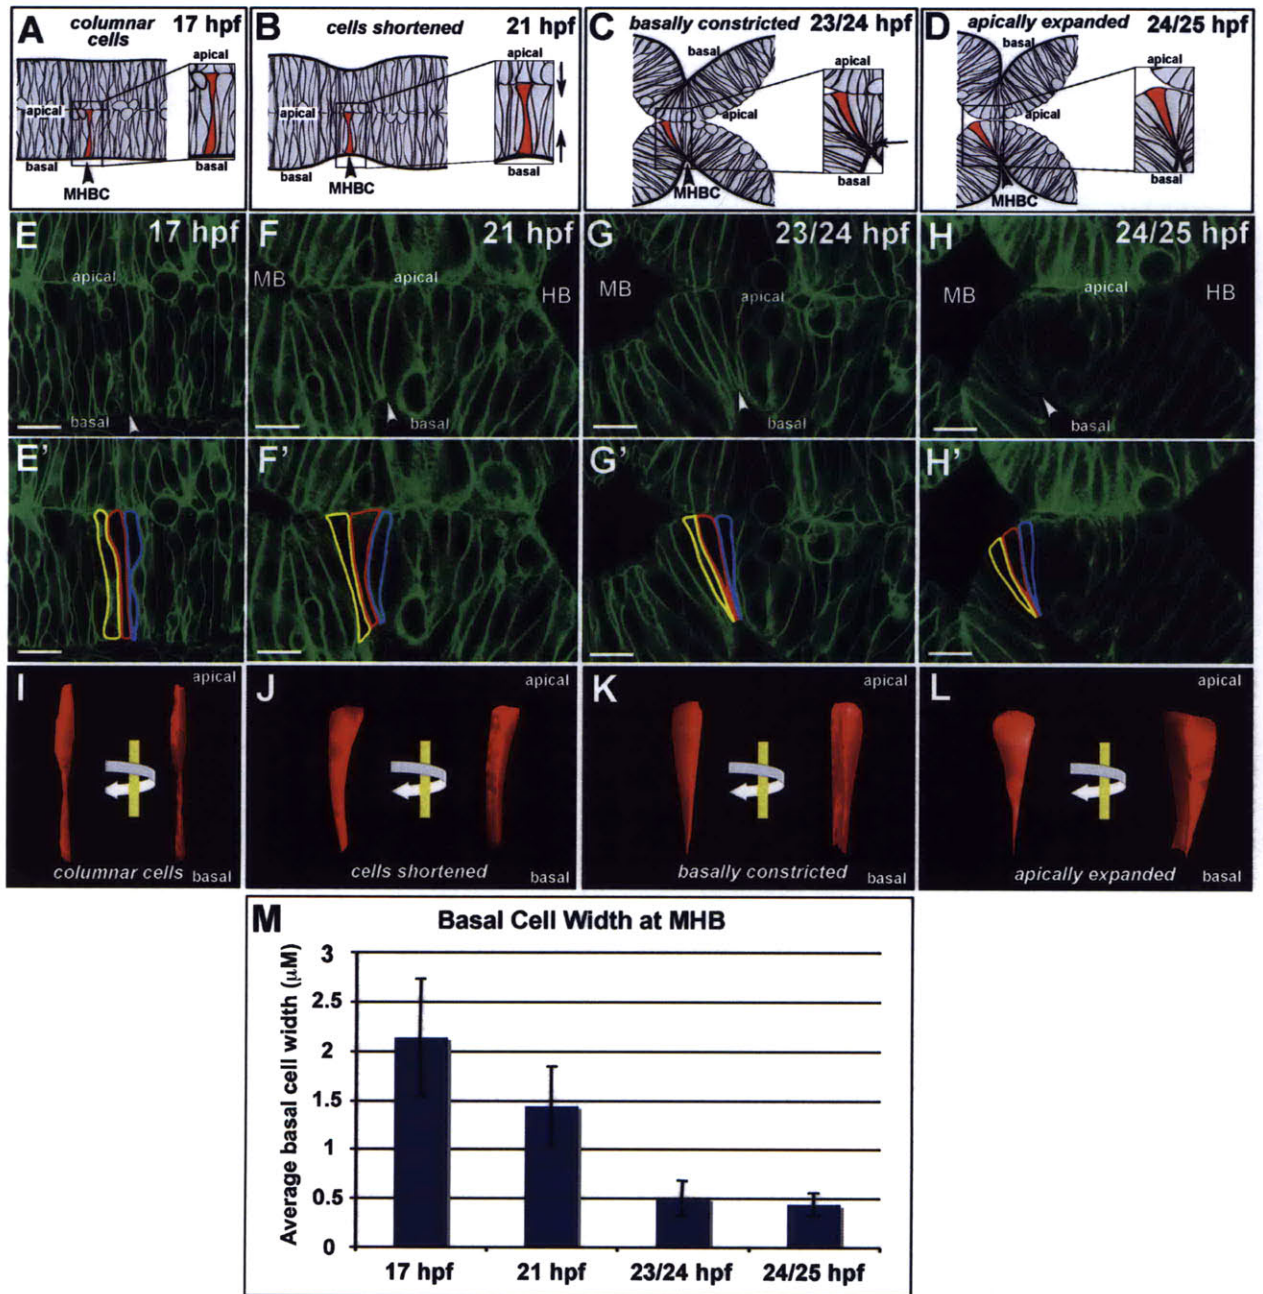 A columnar cells 17 hpf
apical
apical
basal
basal
MHBC
B cells shortened 21 hpf
apical
apical
basal
basal
MHBC
C basally constricted 23/24 hpf
basal
apical
apical
basal
MHBC
D apically expanded 24/25 hpf
basal
apical
apical
basal
MHBC
E 17 hpf
apical
basal
F 21 hpf
MB apical HB
basal
G 23/24 hpf
MB apical
basal
H 24/25 hpf
MB apical HB
basal
E'
F'
G'
H'
I apical
columnar cells basal
J apical
cells shortened basal
K apical
basally constricted basal
L apical
apically expanded basal
M Basal Cell Width at MHB
Average basal cell width (μM)
3
2.5
2
1.5
1
0.5
0
17 hpf 21 hpf 23/24 hpf 24/25 hpf